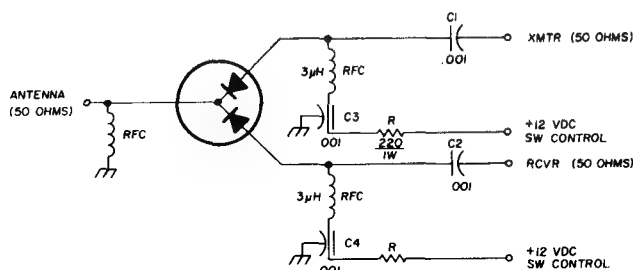 C1
.001
XMTR (50 OHMS)
3µH RFC
ANTENNA
(50 OHMS)
RFC
C3
001
R
220
1W
+12 VDC
SW CONTROL
C2
001
RCVR (50 OHMS)
3µH
RFC
C4
001
R
+12 VDC
SW CONTROL